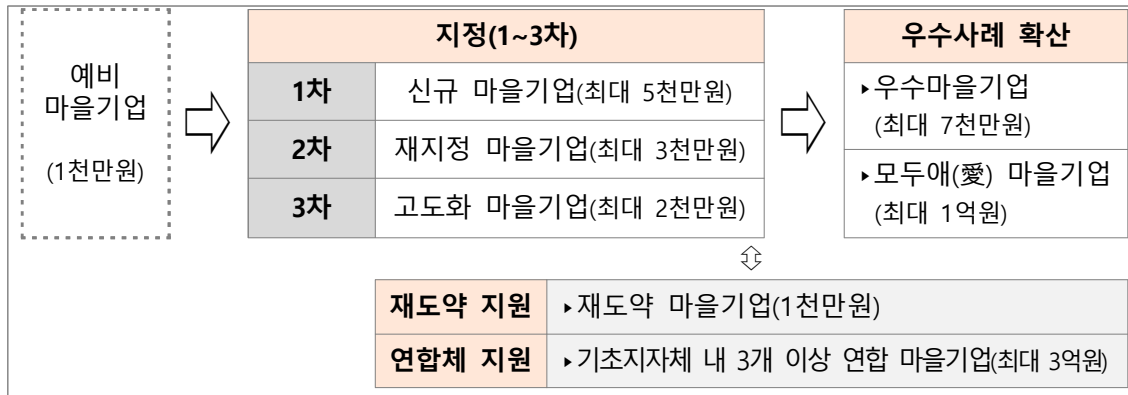 예비
마을기업
(1천만원)
지정(1~3차)
1차 신규 마을기업(최대 5천만원)
2차 재지정 마을기업(최대 3천만원)
3차 고도화 마을기업(최대 2천만원)
우수사례 확산
▸우수마을기업
(최대 7천만원)
▸모두애(愛) 마을기업
(최대 1억원)
재도약 지원 ▸재도약 마을기업(1천만원)
연합체 지원 ▸기초지자체 내 3개 이상 연합 마을기업(최대 3억원)